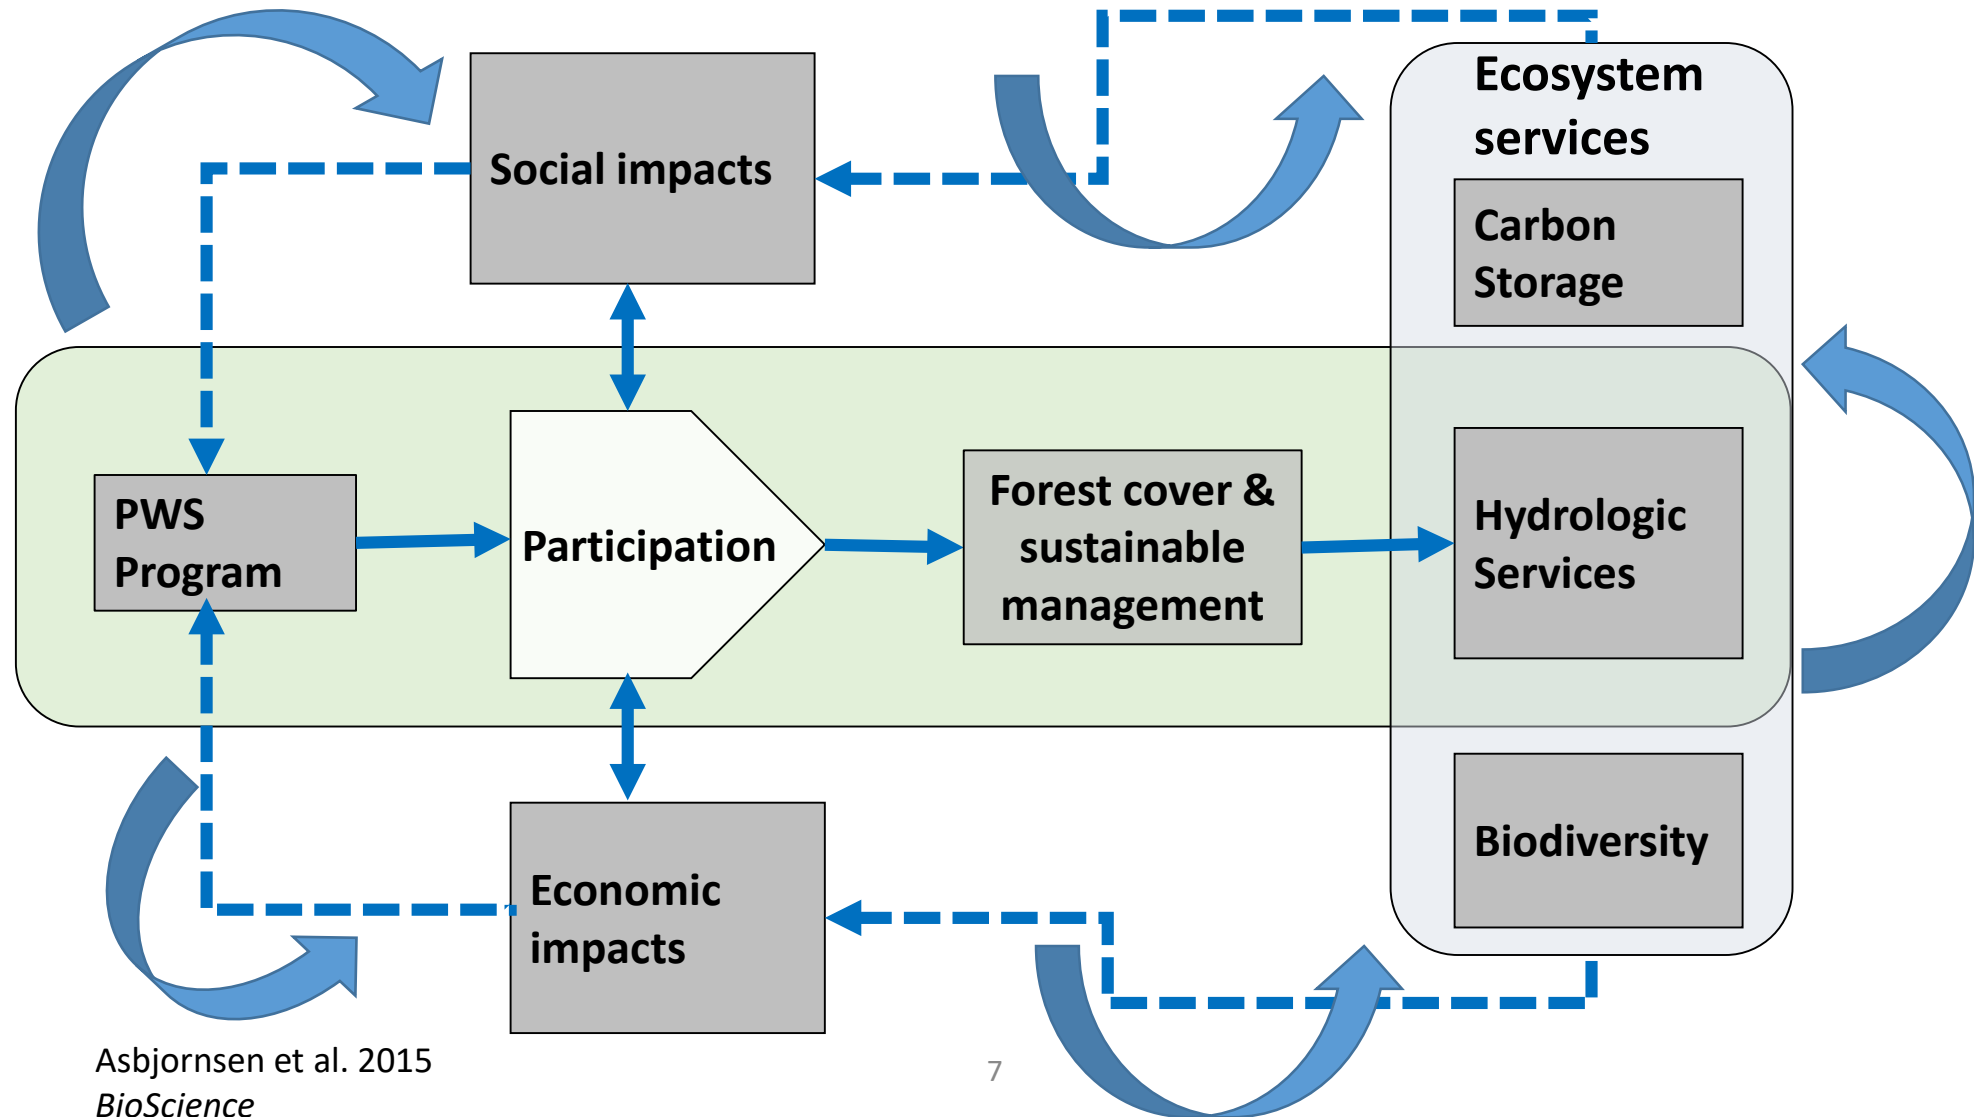 Ecosystem
services
Social impacts
Carbon
Storage
PWS
Program
Participation
Forest cover &
sustainable
management
Hydrologic
Services
Economic
impacts
Biodiversity
Asbjornsen et al. 2015
BioScience
7